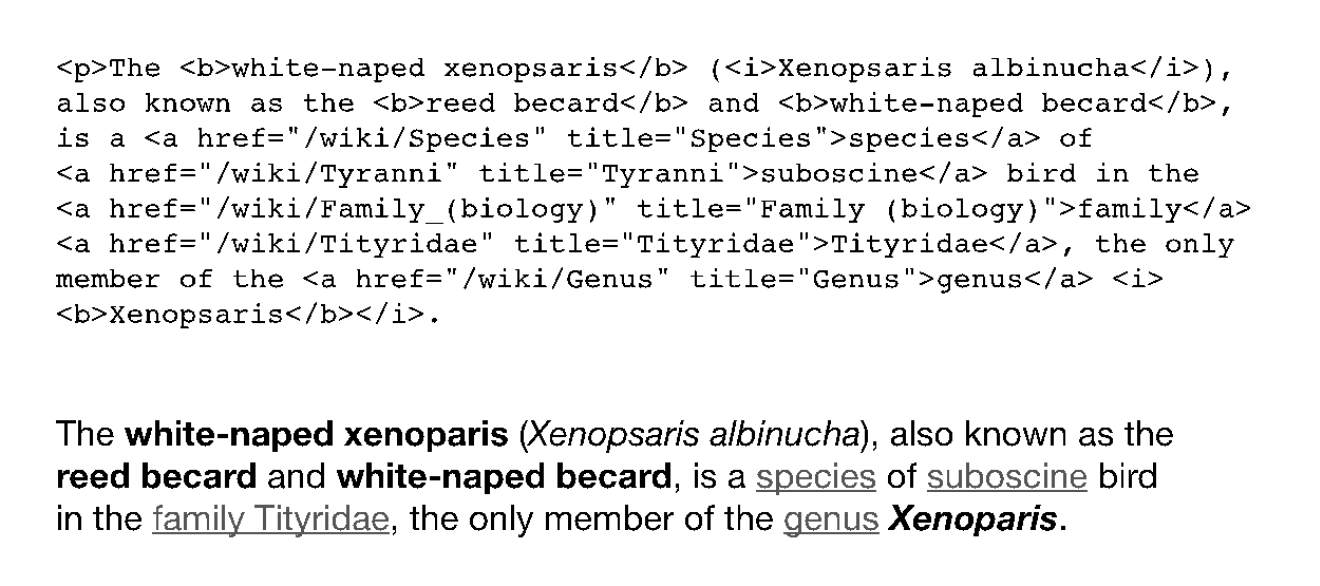 <p>The <b>white-naped xenopsaris</b> (<i>Xenopsaris albinucha</i>),
also known as the <b>reed becard</b> and <b>white-naped becard</b>,
is a <a href="/wiki/Species" title="Species">species</a> of
<a href="/wiki/Tyranni" title="Tyranni">suboscine</a> bird in the
<a href="/wiki/Family_(biology)" title="Family (biology)">family</a>
<a href="/wiki/Tityridae" title="Tityridae">Tityridae</a>, the only
member of the <a href="/wiki/Genus" title="Genus">genus</a> <i>
<b>Xenopsaris</b></i>.
The white-naped xenoparis (Xenopsaris albinucha), also known as the
reed becard and white-naped becard, is a species of suboscine bird
in the family Tityridae, the only member of the genus Xenoparis.